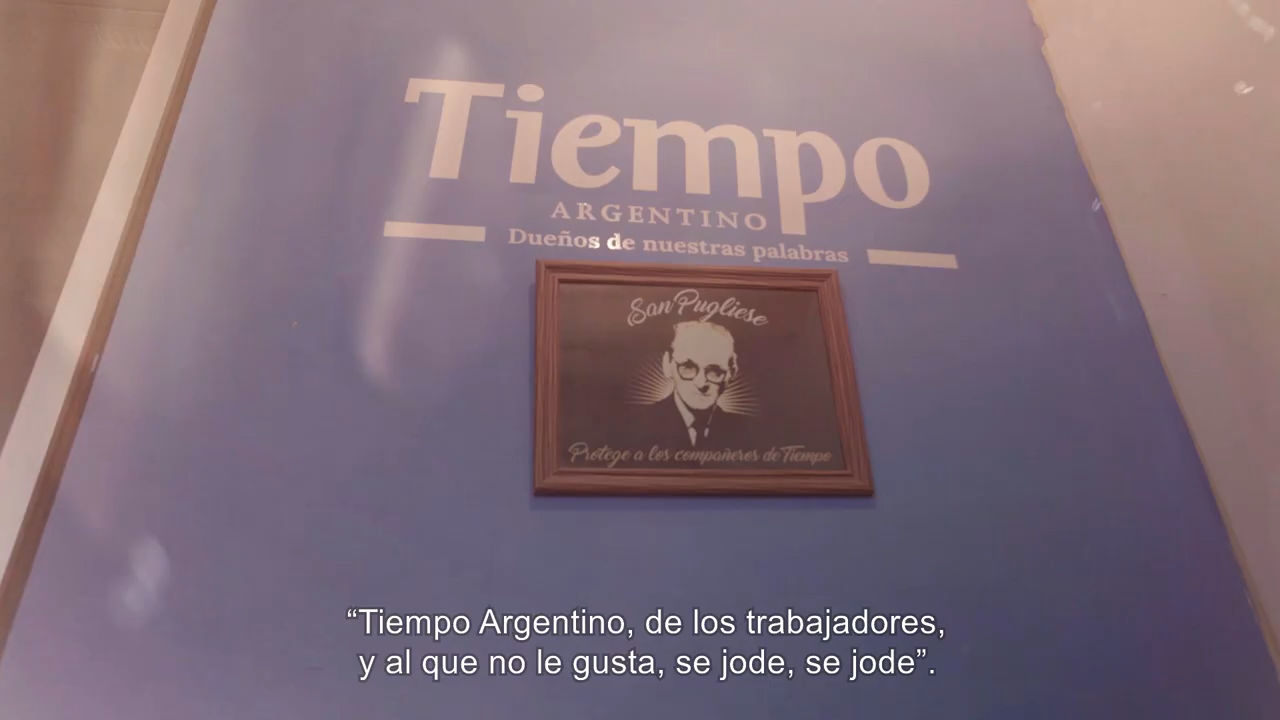 Tiempo
ARGENTINO
Dueños de nuestras palabras
San Pugliese
Protege a los compañeros de Tiempo
“Tiempo Argentino, de los trabajadores,
y al que no le gusta, se jode, se jode”.